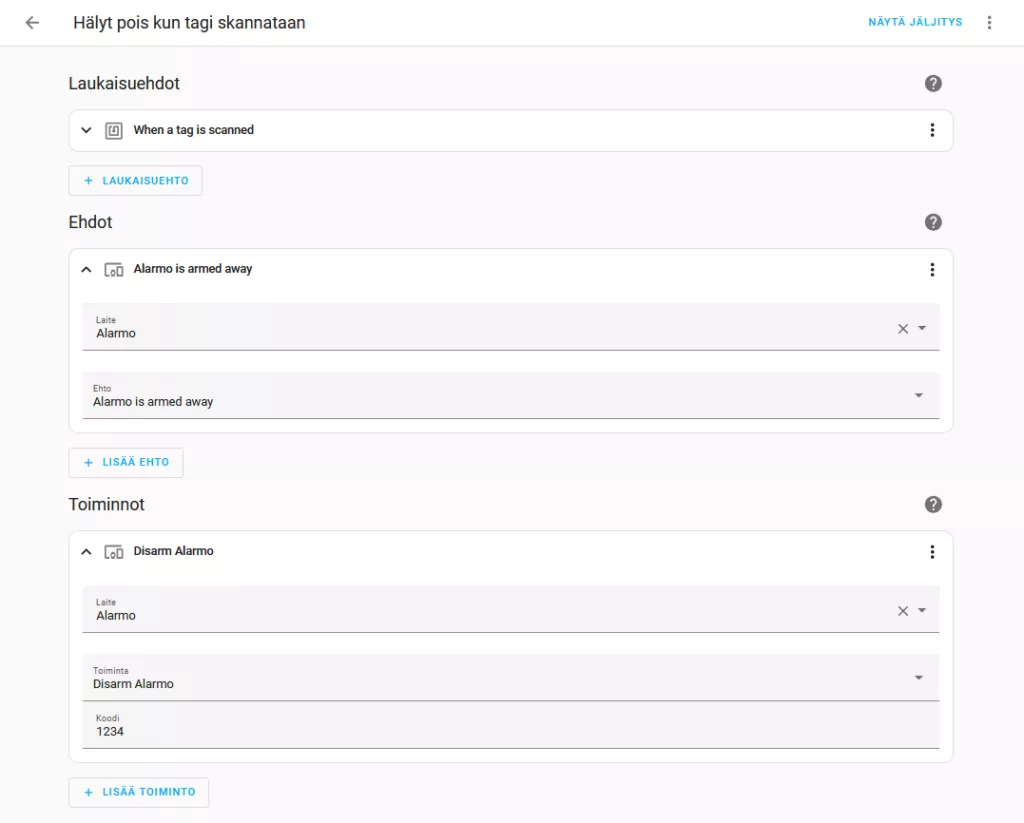 Hälyt pois kun tagi skannataan
NÄYTÄ JÄLJITYS
Laukaisuehdot
When a tag is scanned
+ LAUKAISUEHTO
Ehdot
Alarmo is armed away
Laite
Alarmo
Ehto
Alarmo is armed away
+ LISÄÄ EHTO
Toiminnot
Disarm Alarmo
Laite
Alarmo
Toiminta
Disarm Alarmo
Koodi
1234
+ LISÄÄ TOIMINTO